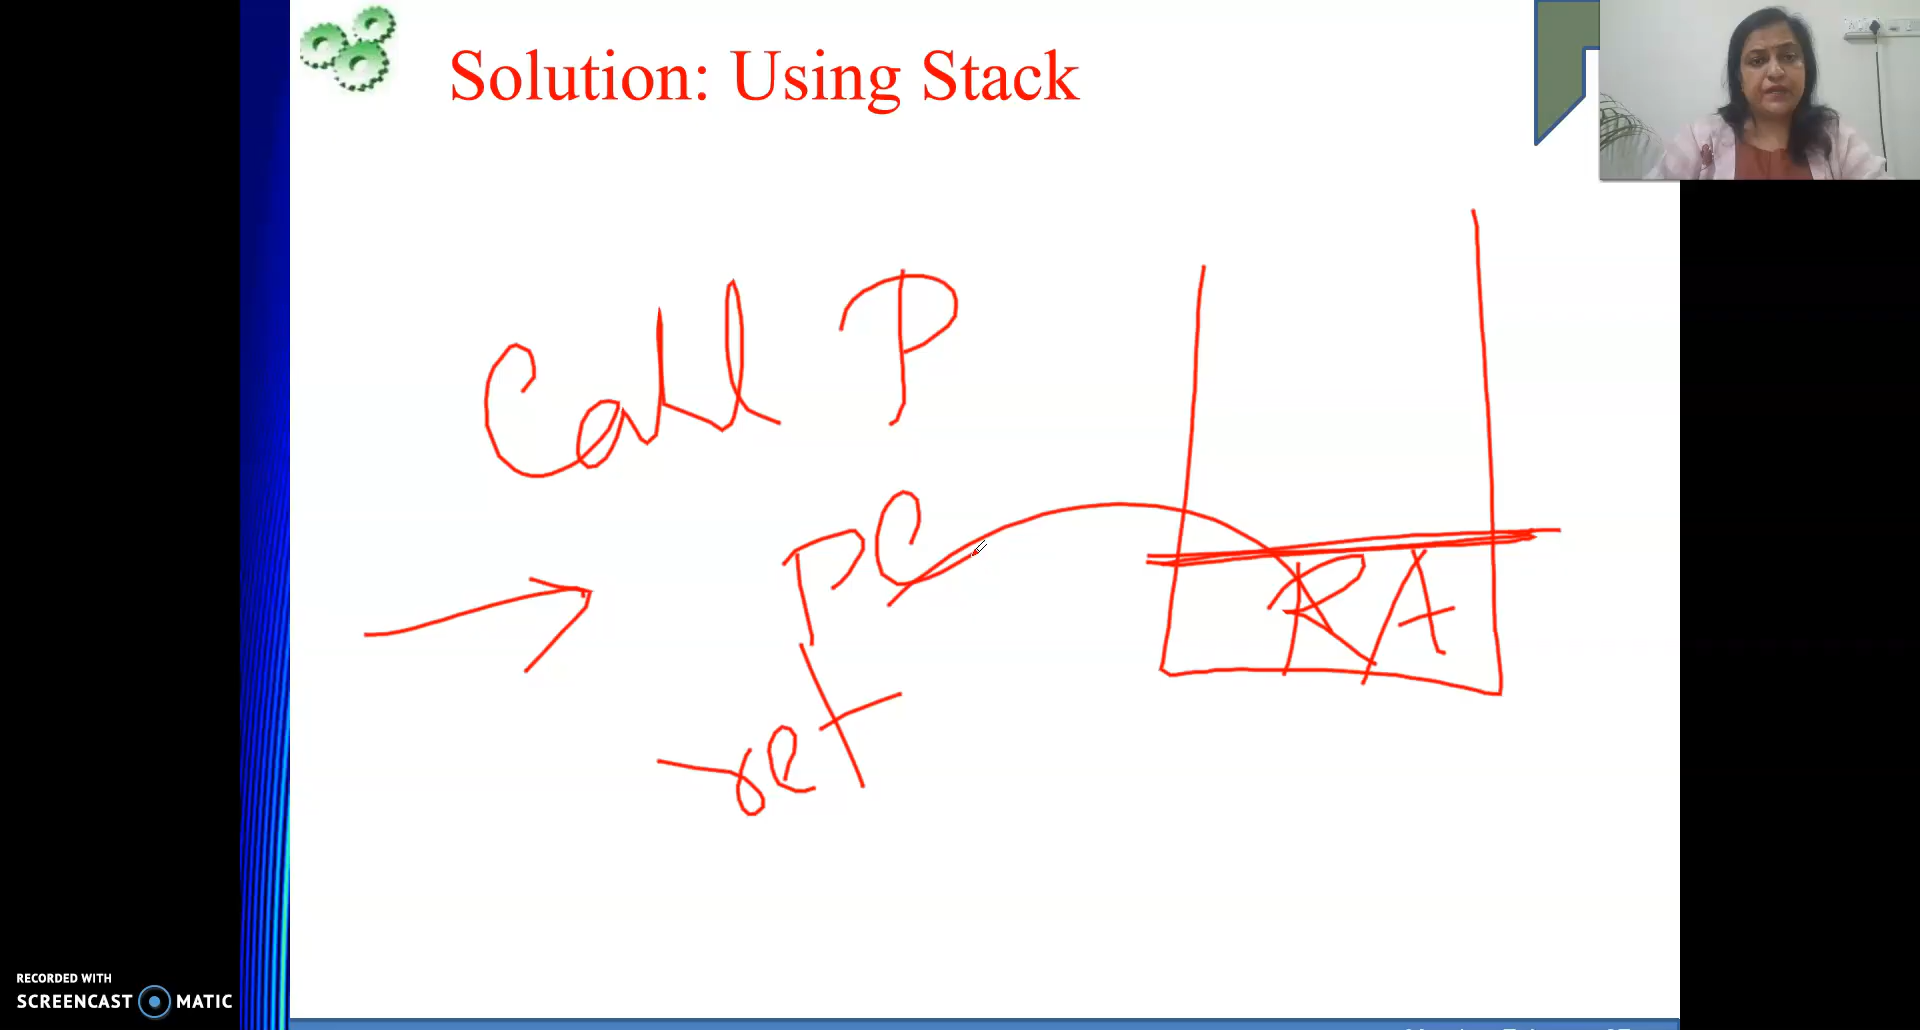 Solution: Using Stack
Call P
PC
RA
ret
RECORDED WITH
SCREENCAST MATIC